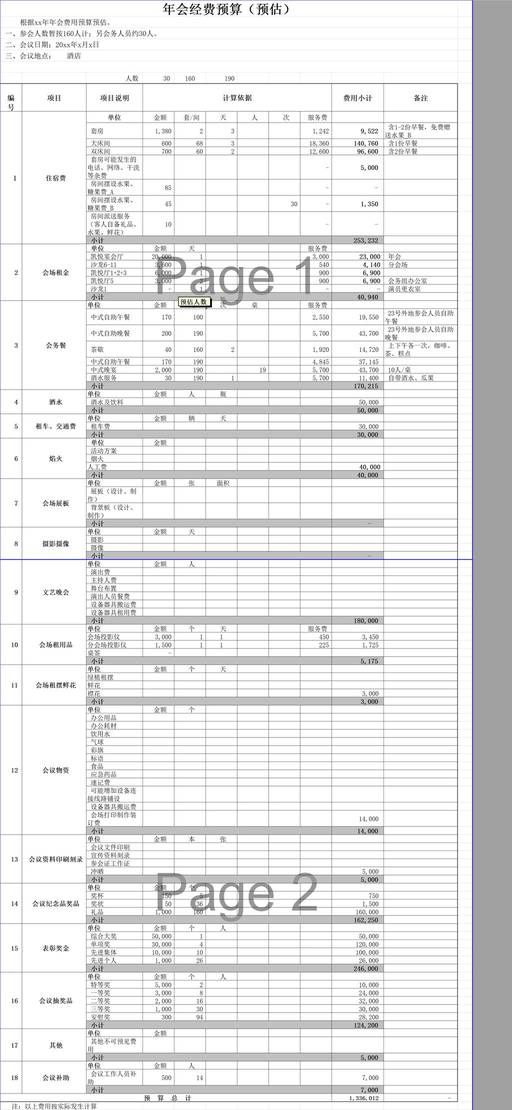 年会经费预算（预估）
根据xx年年会费用预算预估。
一、参会人数暂按160人计；另会务人员约30人。
二、会议日期：20xx年x月x日
三、会议地点： 酒店
人数 30 160 190
编号 项目 项目说明 计算依据 费用小计 备注
1 住宿费
单位 金额 套/间 天 人 次 服务费
套房 1,380 2 3 1,242 9,522 含1-2份早餐，免费赠送水果_B
大床间 600 68 3 18,360 140,760 含1份早餐
双床间 700 60 2 12,600 96,600 含2份早餐
套房可能发生的电话、网络、干洗等杂费 - 5,000
房间摆设水果、糖果费_A 85 - -
房间摆设水果、糖果费_B 45 30 - 1,350
房间派送服务（客人自备礼品、水果、鲜花） 10 - -
小计 253,232
2 会场租金
单位 金额 天 服务费
凯悦宴会厅 20,000 1 3,000 23,000 年会
沙龙6-11 3,600 1 540 4,140 分会场
凯悦厅1+2+3 6,000 1 900 6,900
凯悦厅5 900 6,900 会务组办公室
沙龙1 - 1 - - 演员更衣室
小计 40,940
Page 1
预估人数
3 会务餐
单位 金额 次 桌 服务费
中式自助午餐 170 100 2,550 19,550 23号外地参会人员自助午餐
中式自助晚餐 200 190 5,700 43,700 23号外地参会人员自助晚餐
茶歇 40 160 2 1,920 14,720 上下午各一次，咖啡、茶、糕点
中式自助午餐 170 190 4,845 37,145
中式晚宴 2,000 190 19 5,700 43,700 10人/桌
酒水服务 30 190 1 5,700 11,400 自带酒水、瓜果
小计 170,215
4 酒水
单位 金额 人 瓶
酒水及饮料 50,000
小计 50,000
5 租车、交通费
单位 金额 辆 天
租车费 30,000
小计 30,000
6 焰火
单位 金额
活动方案
烟火
人工费 40,000
小计 40,000
7 会场展板
单位 金额 张 面积
展板（设计、制作）
背景板（设计、制作）
小计 -
8 摄影摄像
单位 金额 天
摄影
摄像
小计 -
9 文艺晚会
单位 金额 人
演出费
主持人费
舞台布置
演出人员餐费
设备器具搬运费
设备器具租用费
小计 180,000
10 会场租用品
单位 金额 个 天 服务费
会场投影仪 3,000 1 1 450 3,450
分会场投影仪 1,500 1 1 225 1,725
桌签 -
小计 5,175
11 会场租摆鲜花
单位 金额 个 天
绿植租摆
鲜花
襟花 3,000
小计 3,000
12 会议物资
单位 金额 个
办公用品
办公耗材
饮用水
气球
彩旗
标语
食品
应急药品
速记费
可能增加设备连接线路铺设
设备器具搬运费
会场打印制作装订费 14,000
小计 14,000
13 会议资料印刷刻录
单位 金额 本 张
会议文件印刷
宣传资料刻录
参会证工作证
冲晒 5,000
小计 5,000
Page 2
14 会议纪念品奖品
单位 金额 个
奖杯 750
奖状 50 1,500
礼品 1,000 160 160,000
小计 162,250
15 表彰奖金
单位 金额 个 人
综合大奖 50,000 1 50,000
单项奖 30,000 4 120,000
先进集体 10,000 10 100,000
先进个人 1,000 26 26,000
小计 246,000
16 会议抽奖品
单位 金额 个 人
特等奖 5,000 2 10,000
一等奖 3,000 8 24,000
二等奖 2,000 16 32,000
三等奖 1,000 30 30,000
安慰奖 300 94 28,200
小计 124,200
17 其他
单位 金额
其他不可预见费用
小计 5,000
18 会议补助
单位 金额 人
会议工作人员补助 500 14 7,000
小计 7,000
预 算 总 计 1,336,012 -
注：以上费用按实际发生计算